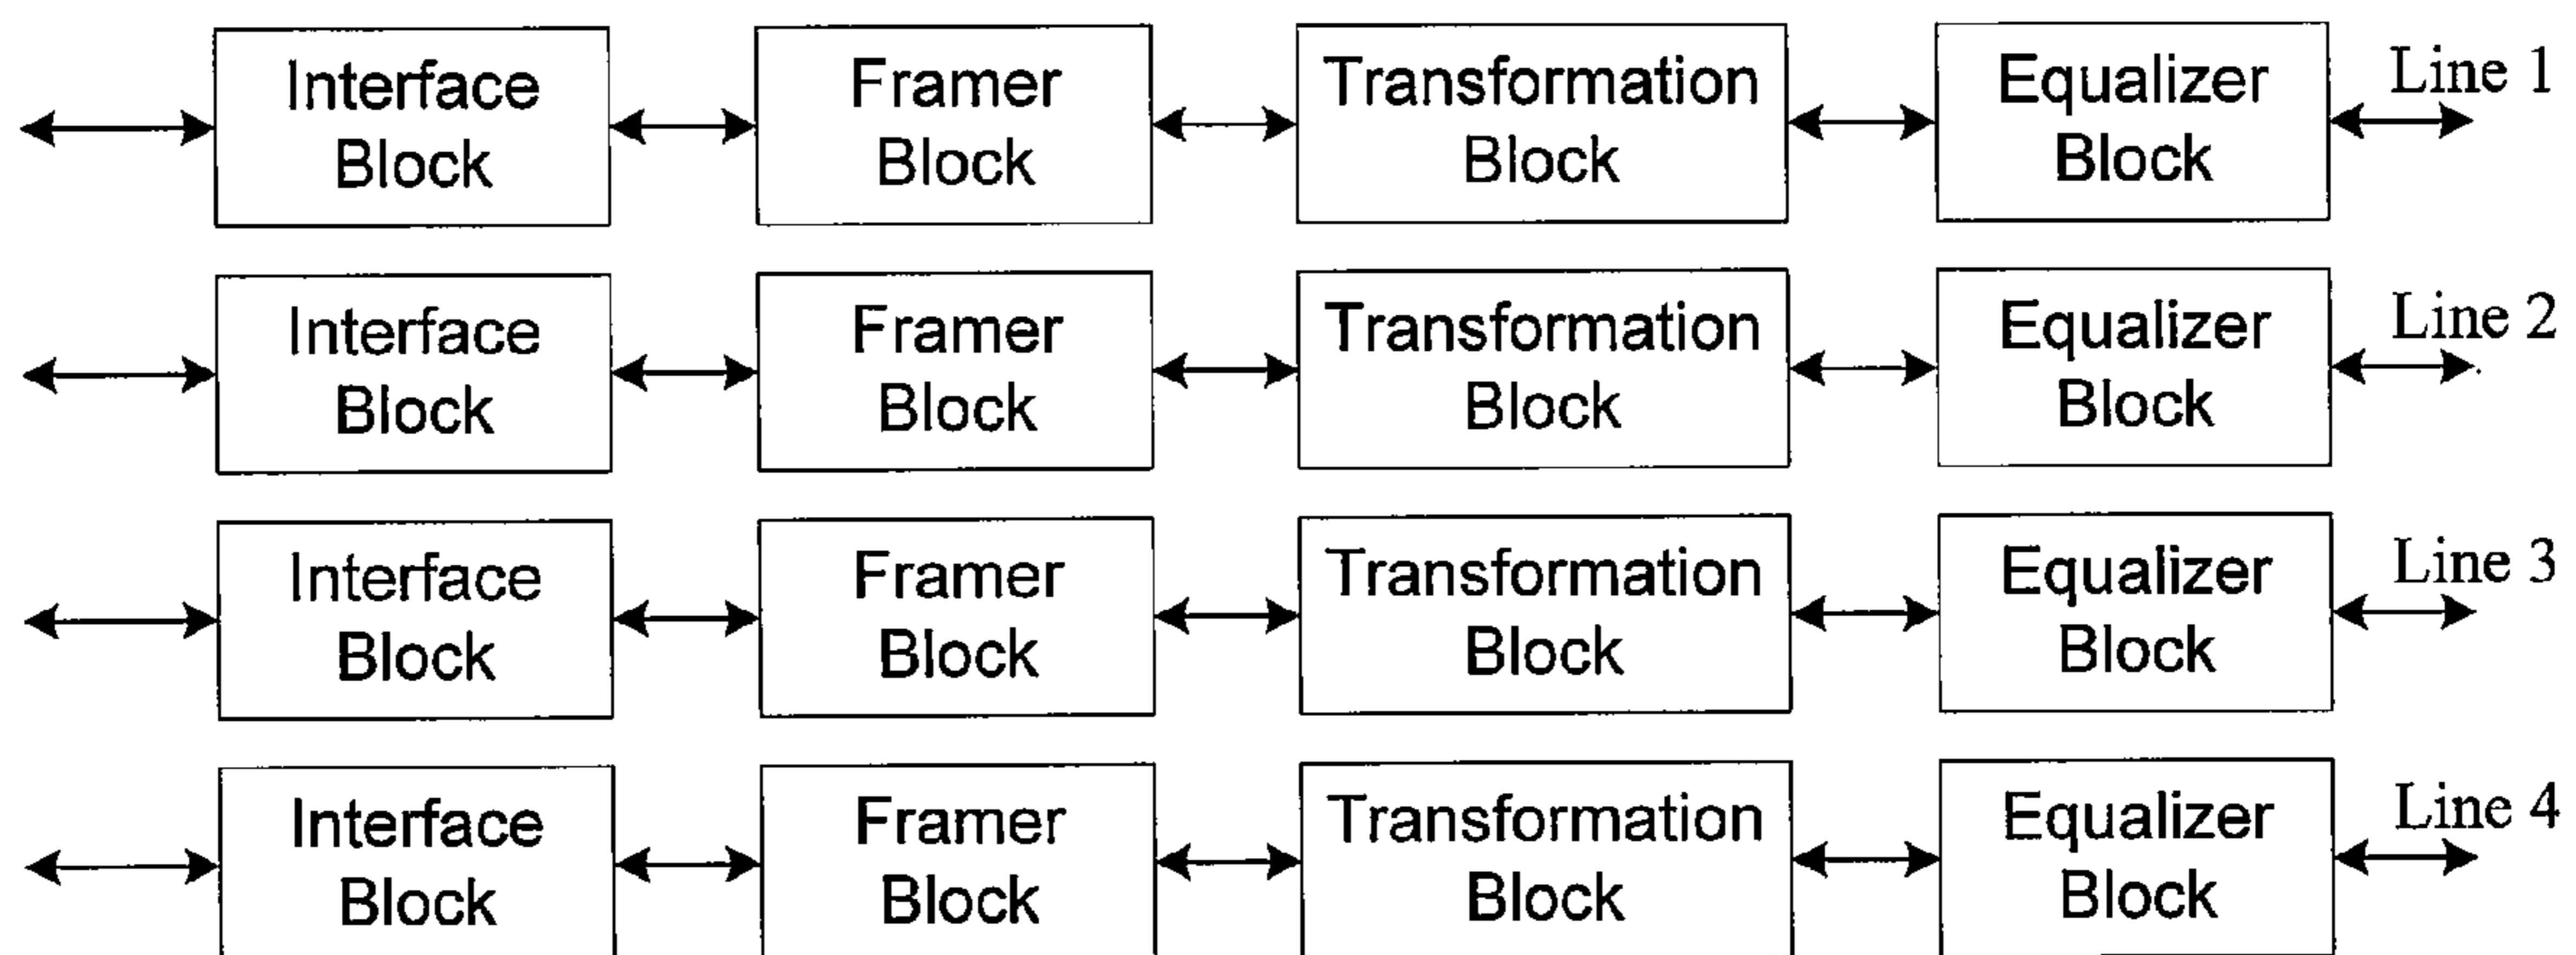 Interface
Block
Framer
Block
Transformation
Block
Equalizer
Block
Line 1
Interface
Block
Framer
Block
Transformation
Block
Equalizer
Block
Line 2
Interface
Block
Framer
Block
Transformation
Block
Equalizer
Block
Line 3
Interface
Block
Framer
Block
Transformation
Block
Equalizer
Block
Line 4